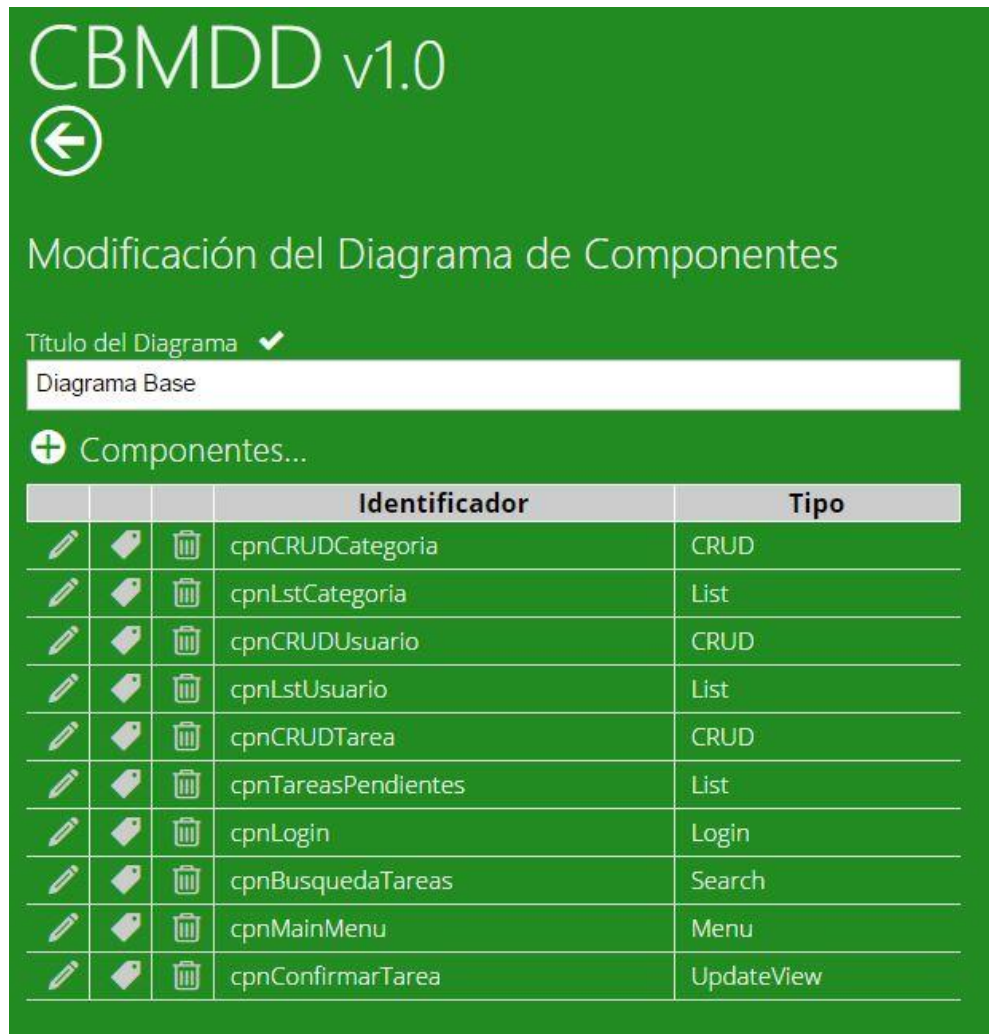 CBMDD v1.0
Modificación del Diagrama de Componentes
Título del Diagrama
Diagrama Base
Componentes...
Identificador Tipo
cpnCRUDCategoria CRUD
cpnLstCategoria List
cpnCRUDUsuario CRUD
cpnLstUsuario List
cpnCRUDTarea CRUD
cpnTareasPendientes List
cpnLogin Login
cpnBusquedaTareas Search
cpnMainMenu Menu
cpnConfirmarTarea UpdateView